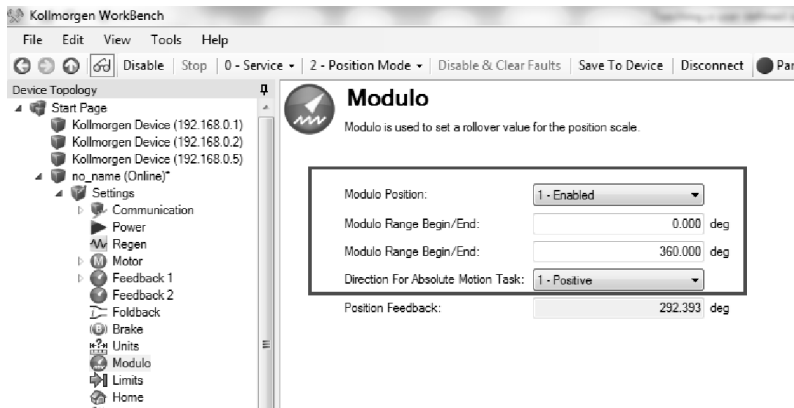 Kollmorgen WorkBench
File Edit View Tools Help
Disable Stop 0 - Service 2 - Position Mode Disable & Clear Faults Save To Device Disconnect Par
Device Topology
Start Page
Kollmorgen Device (192.168.0.1)
Kollmorgen Device (192.168.0.2)
Kollmorgen Device (192.168.0.5)
no_name (Online)*
Settings
Communication
Power
Regen
Motor
Feedback 1
Feedback 2
Foldback
Brake
Units
Modulo
Limits
Home
Modulo
Modulo is used to set a rollover value for the position scale.
Modulo Position: 1 - Enabled
Modulo Range Begin/End: 0.000 deg
Modulo Range Begin/End: 360.000 deg
Direction For Absolute Motion Task: 1 - Positive
Position Feedback: 292.393 deg